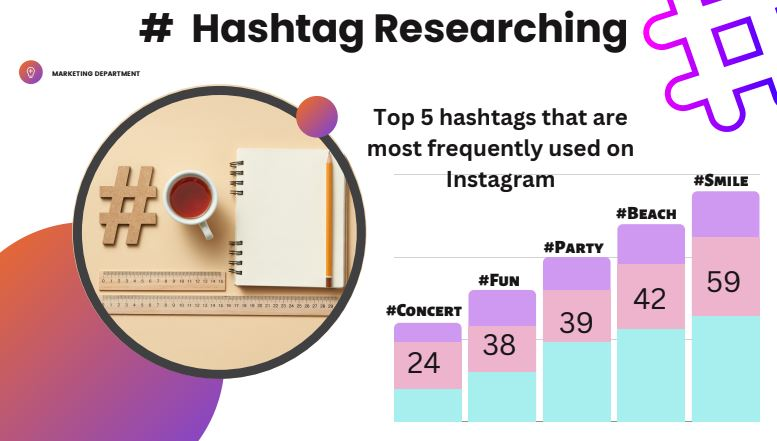 # Hashtag Researching
MARKETING DEPARTMENT
Top 5 hashtags that are
most frequently used on
Instagram
#Smile
#Beach
#Party
#Fun
#Concert
59
42
39
38
24